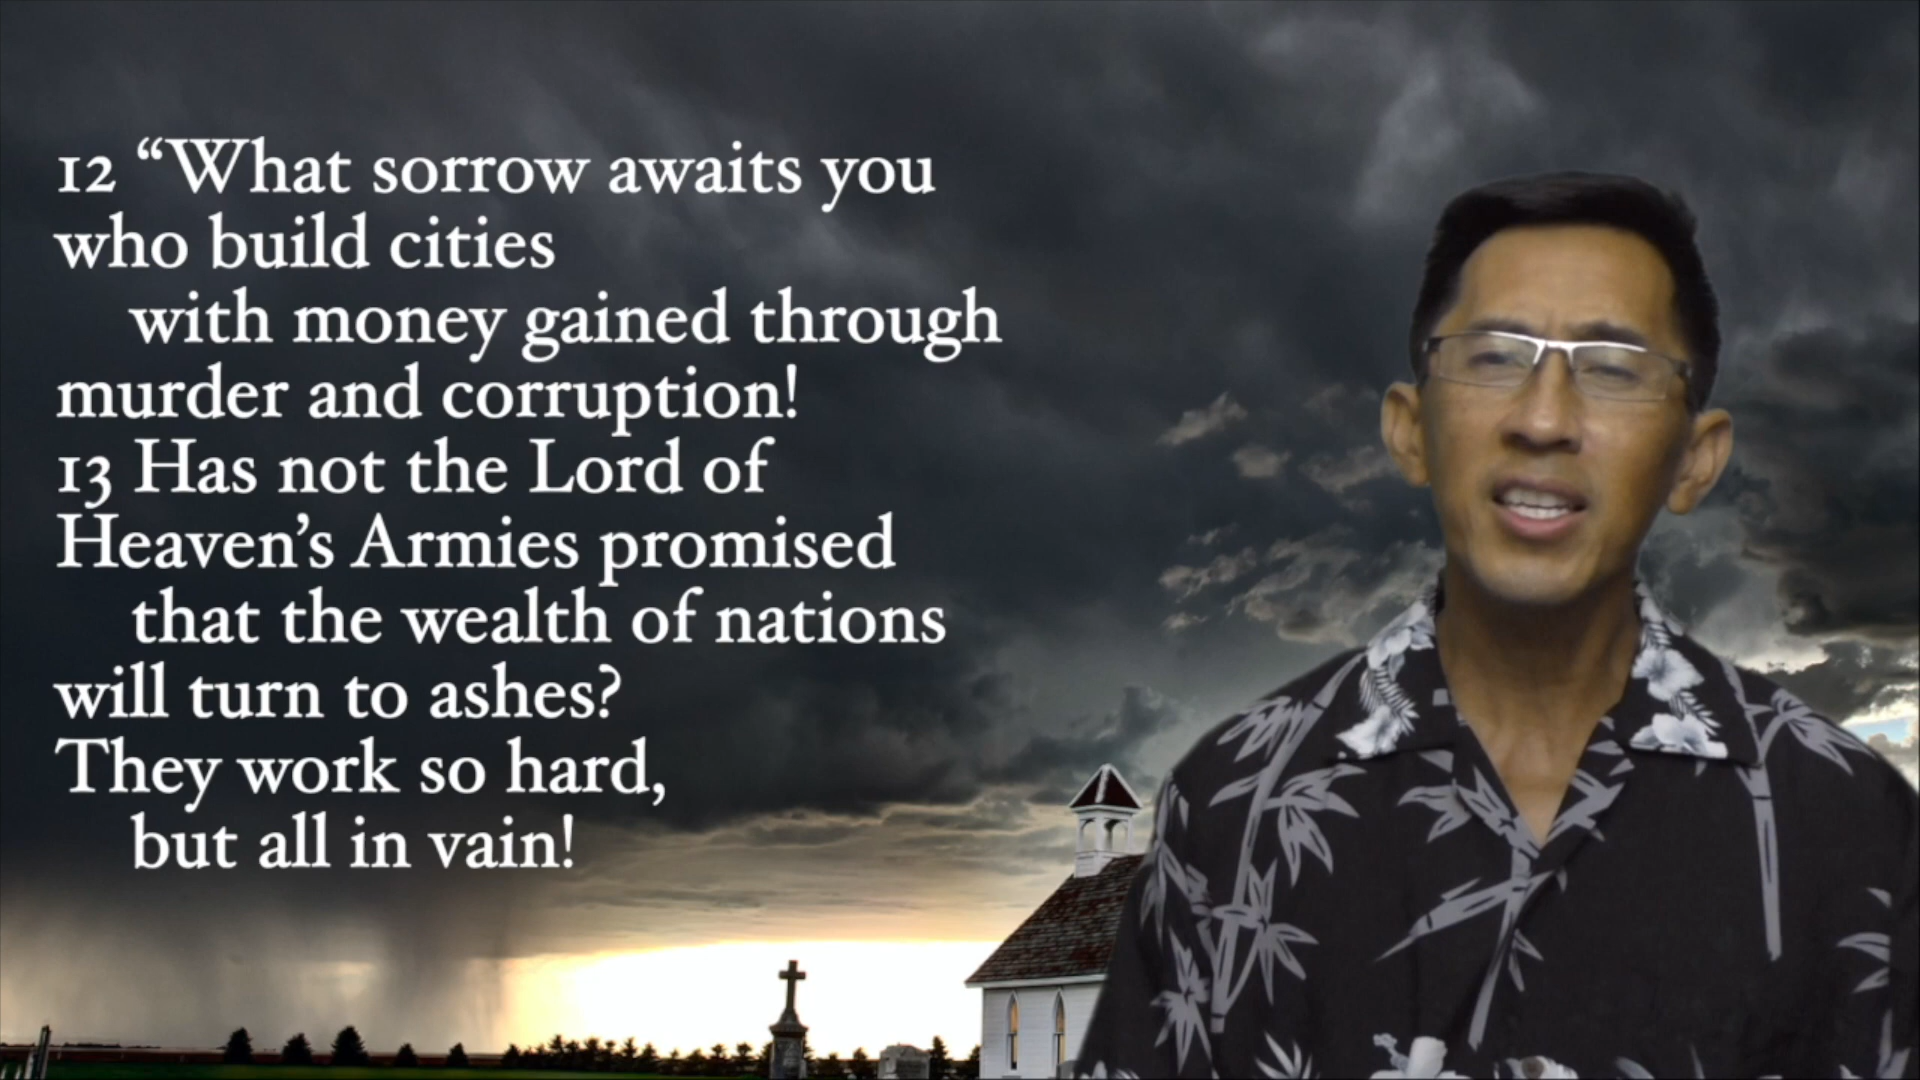 12 “What sorrow awaits you
who build cities
with money gained through
murder and corruption!
13 Has not the Lord of
Heaven’s Armies promised
that the wealth of nations
will turn to ashes?
They work so hard,
but all in vain!